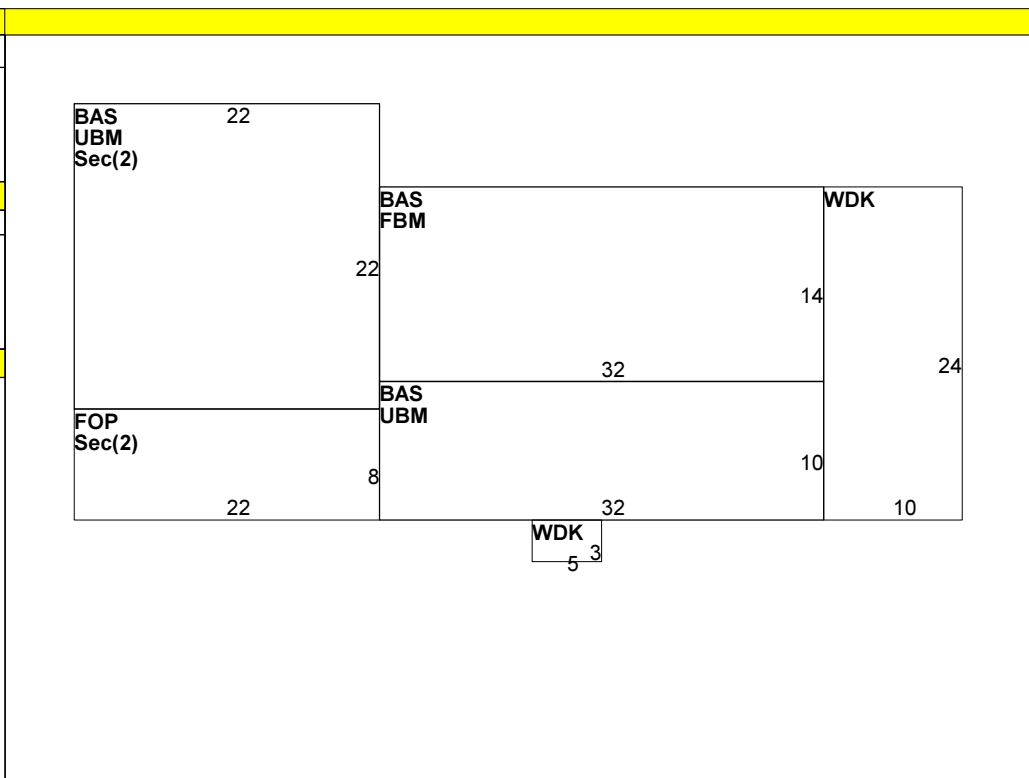 BAS 22
UBM
Sec(2)
BAS
FBM
WDK
22
14
24
32
BAS
UBM
FOP
Sec(2)
8
10
22
32
10
WDK
3
5